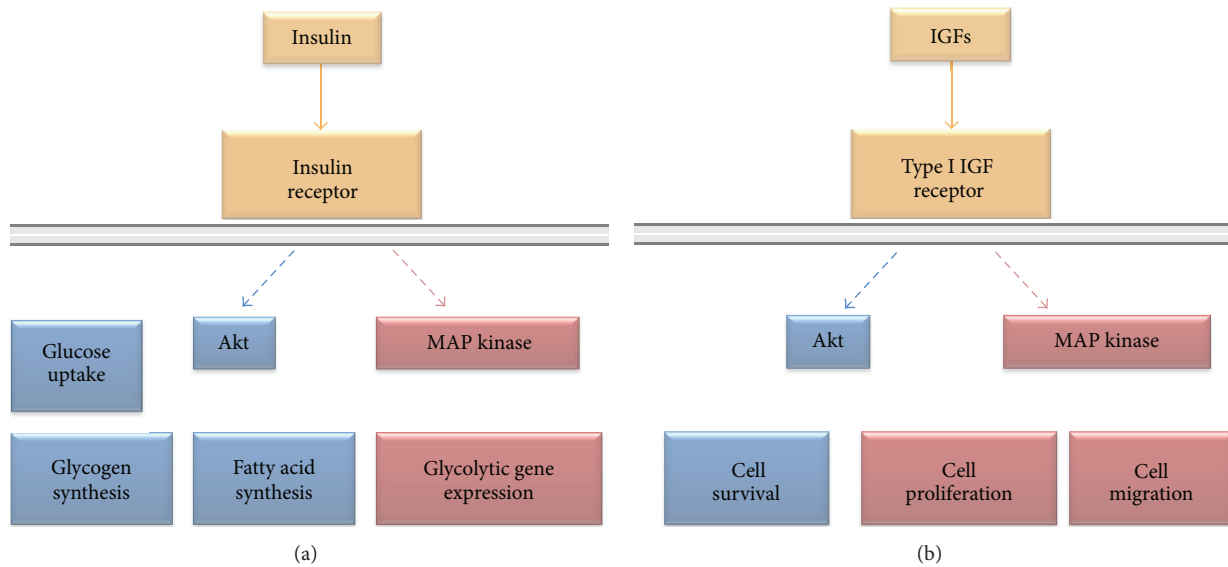 Insulin
Insulin
receptor
Akt
MAP kinase
Glucose
uptake
Glycogen
synthesis
Fatty acid
synthesis
Glycolytic gene
expression
(a)
IGFs
Type I IGF
receptor
Akt
MAP kinase
Cell
survival
Cell
proliferation
Cell
migration
(b)